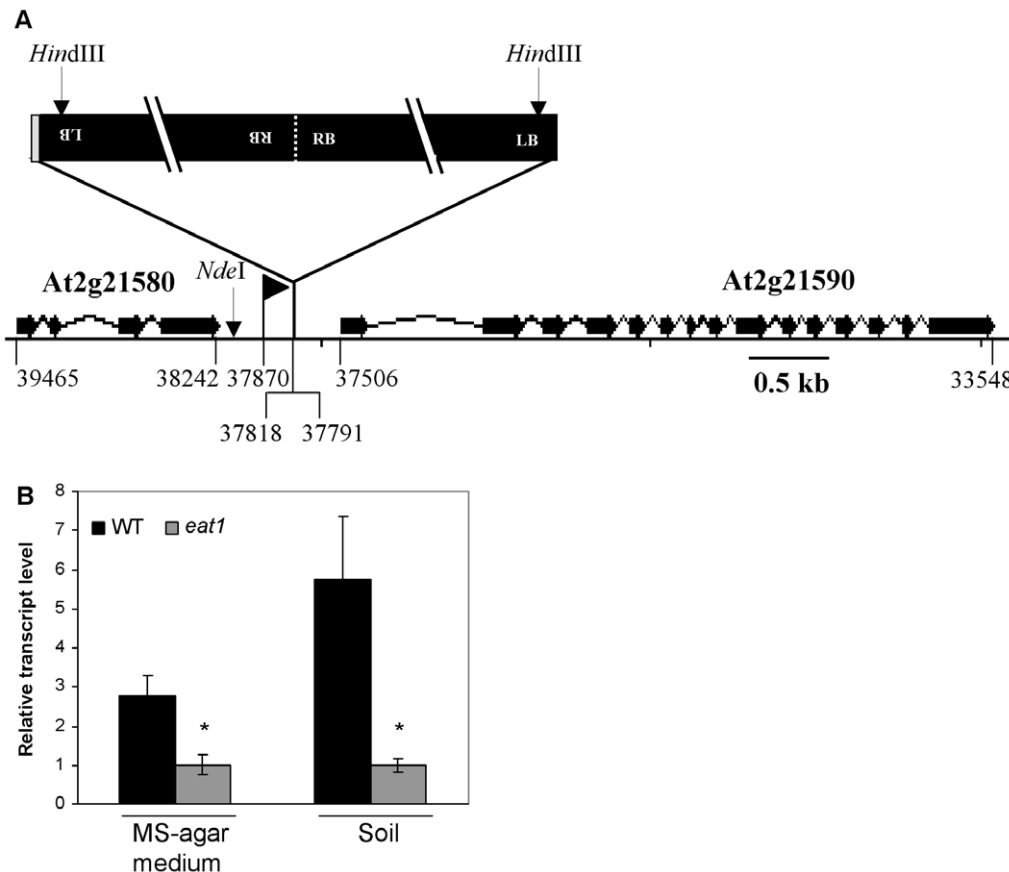 A
HindIII HindIII
LB RB RB LB
At2g21580 NdeI At2g21590
39465 38242 37870 37506 0.5 kb 33548
37818 37791
B
8
7
6
5
4
3
2
1
0
Relative transcript level
WT eat1
* *
MS-agar medium
Soil